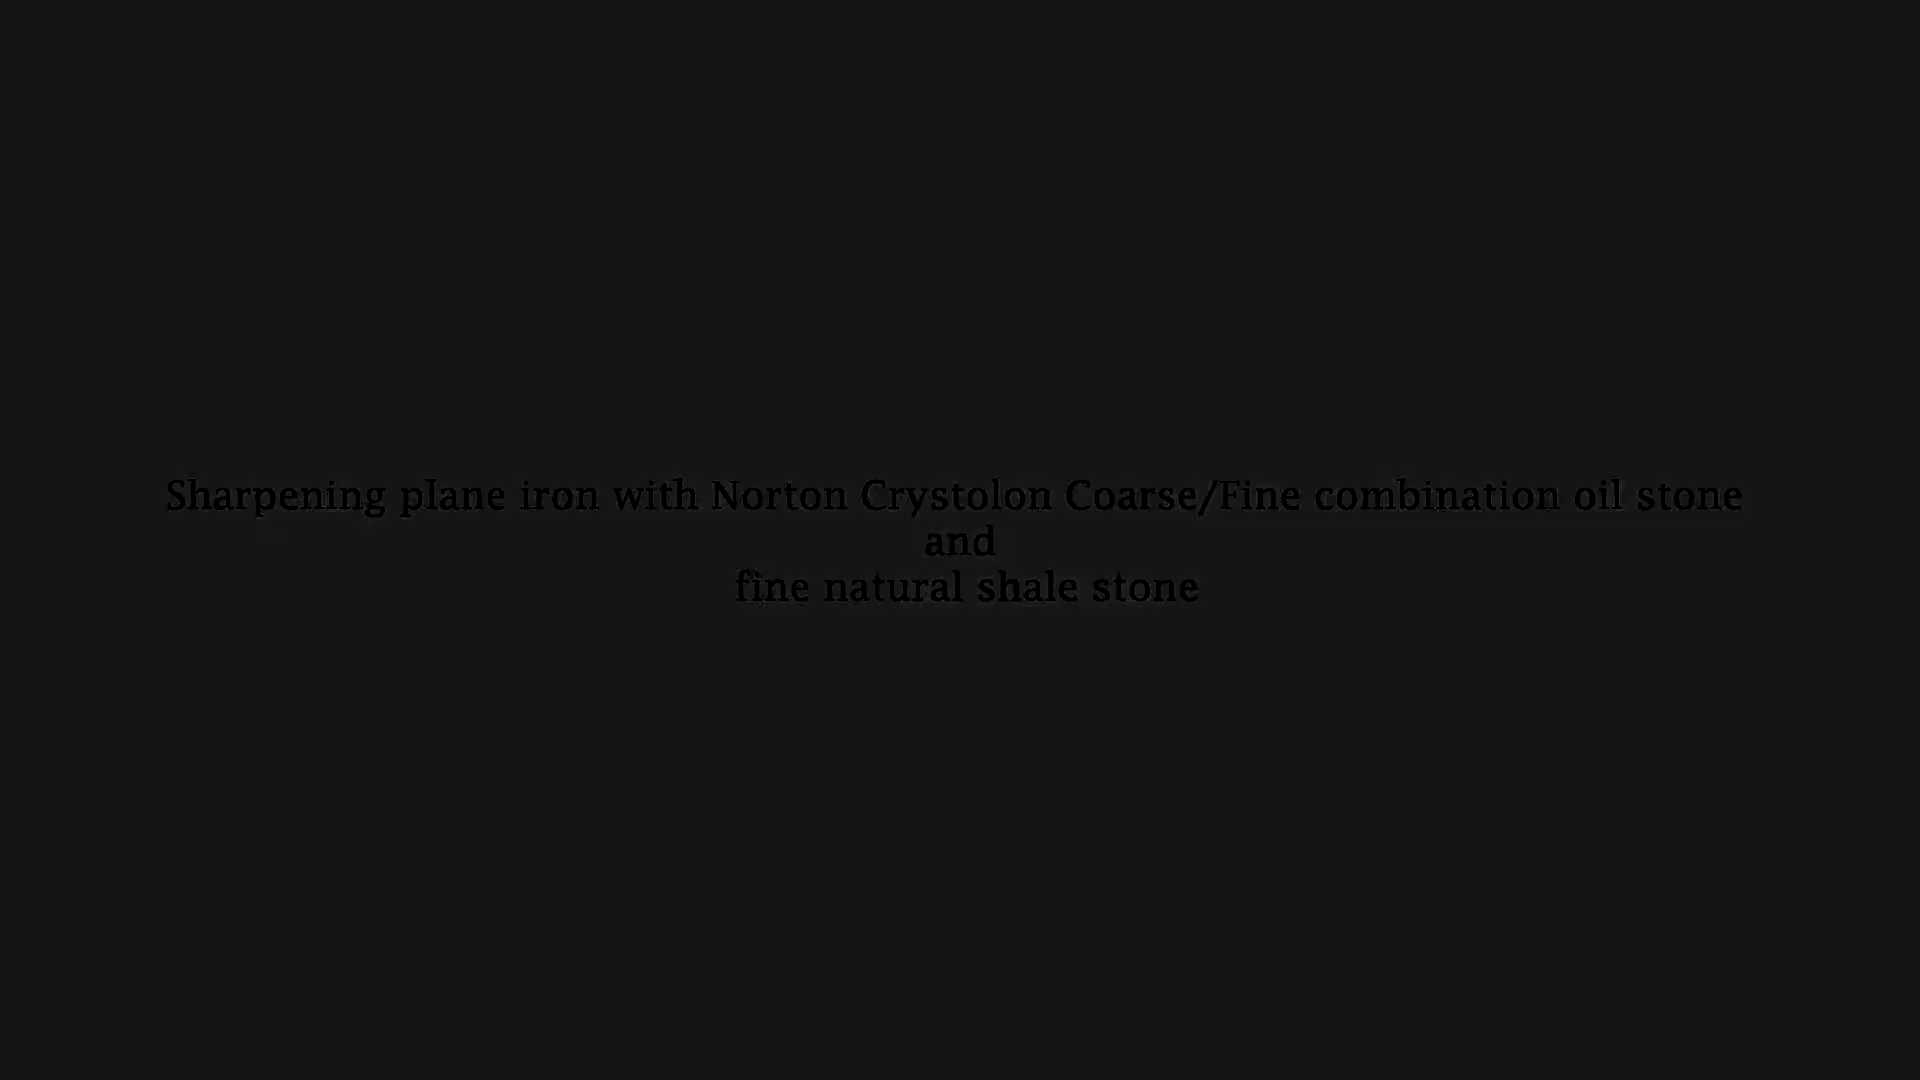 Sharpening plane iron with Norton Crystolon Coarse/Fine combination oil stone
and
fine natural shale stone